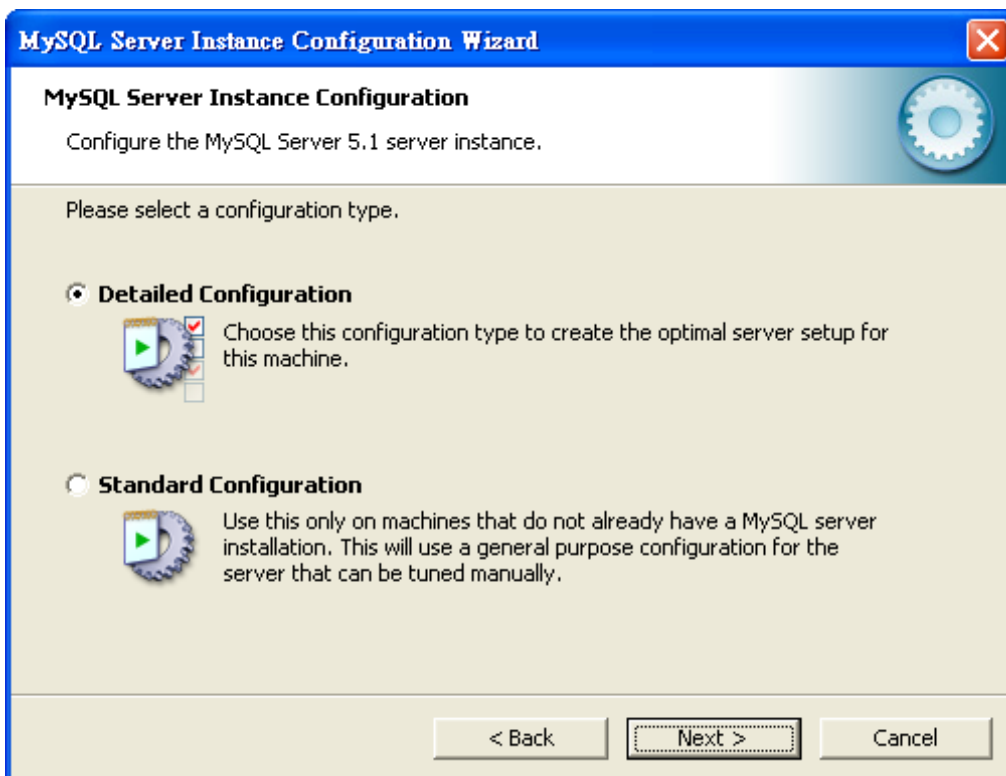 MySQL Server Instance Configuration Wizard
MySQL Server Instance Configuration
Configure the MySQL Server 5.1 server instance.
Please select a configuration type.
Detailed Configuration
Choose this configuration type to create the optimal server setup for
this machine.
Standard Configuration
Use this only on machines that do not already have a MySQL server
installation. This will use a general purpose configuration for the
server that can be tuned manually.
< Back Next > Cancel